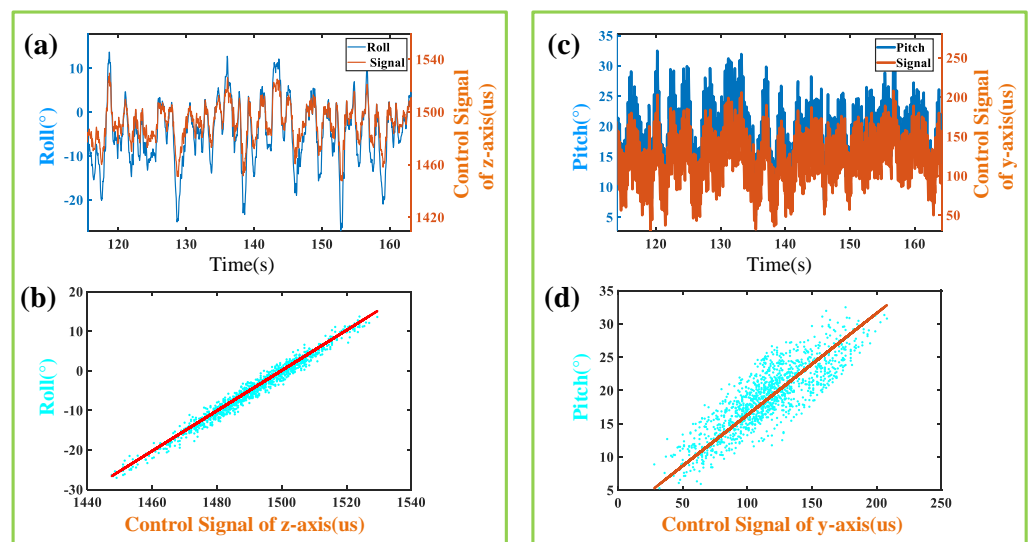 (a)
Roll
Signal
10
0
-10
-20
Roll(°)
1540
1500
1460
1420
Control Signal
of z-axis(us)
120 130 140 150 160
Time(s)
(b)
20
10
0
-10
-20
-30
Roll(°)
1440 1460 1480 1500 1520 1540
Control Signal of z-axis(us)
(c)
Pitch
Signal
35
30
25
20
15
10
5
Pitch(°)
250
200
150
100
50
Control Signal
of y-axis(us)
120 130 140 150 160
Time(s)
(d)
35
30
25
20
15
10
5
Pitch(°)
0 50 100 150 200 250
Control Signal of y-axis(us)